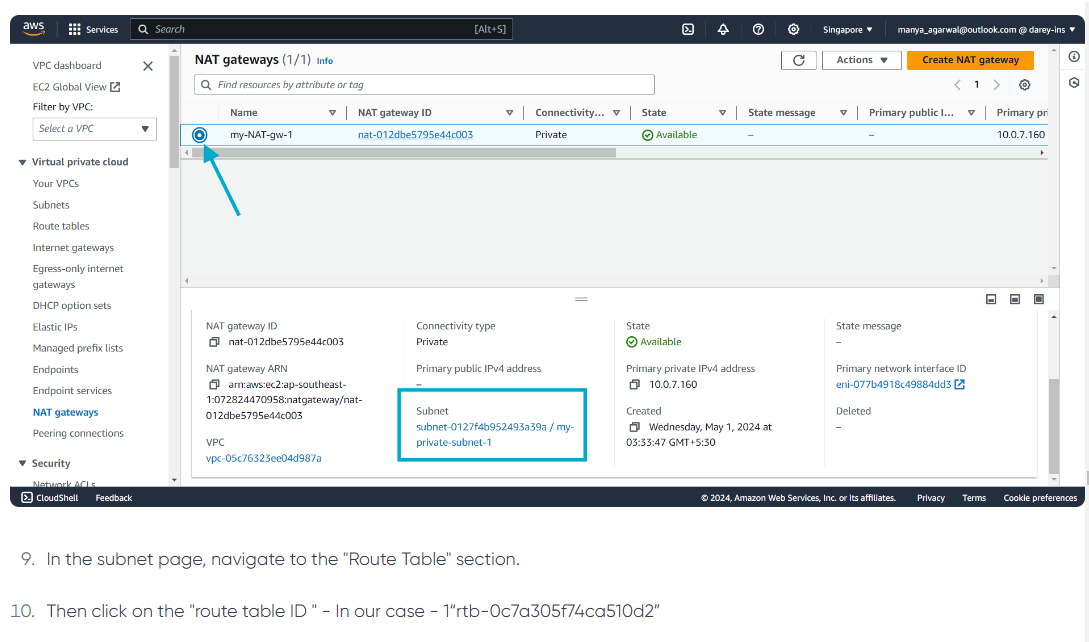 aws
Services
Search [Alt+S]
Singapore ▼
manya_agarwal@outlook.com @ darey-ins ▼
VPC dashboard
EC2 Global View
Filter by VPC:
Select a VPC
Virtual private cloud
Your VPCs
Subnets
Route tables
Internet gateways
Egress-only internet
gateways
DHCP option sets
Elastic IPs
Managed prefix lists
Endpoints
Endpoint services
NAT gateways
Peering connections
Security
Network ACLs
NAT gateways (1/1) Info
Actions ▼
Create NAT gateway
Find resources by attribute or tag
1
Name NAT gateway ID Connectivity... State State message Primary public I... Primary pri
my-NAT-gw-1 nat-012dbe5795e44c003 Private Available – – 10.0.7.160
NAT gateway ID
nat-012dbe5795e44c003
Connectivity type
Private
State
Available
State message
–
NAT gateway ARN
arn:aws:ec2:ap-southeast-
1:072824470958:natgateway/nat-
012dbe5795e44c003
Primary public IPv4 address
–
Primary private IPv4 address
10.0.7.160
Primary network interface ID
eni-077b4918c49884dd3
VPC
vpc-05c76323ee04d987a
Subnet
subnet-0127f4b952493a39a / my-
private-subnet-1
Created
Wednesday, May 1, 2024 at
03:33:47 GMT+5:30
Deleted
–
CloudShell Feedback © 2024, Amazon Web Services, Inc. or its affiliates. Privacy Terms Cookie preferences
9. In the subnet page, navigate to the "Route Table" section.
10. Then click on the "route table ID " - In our case - 1“rtb-0c7a305f74ca510d2”